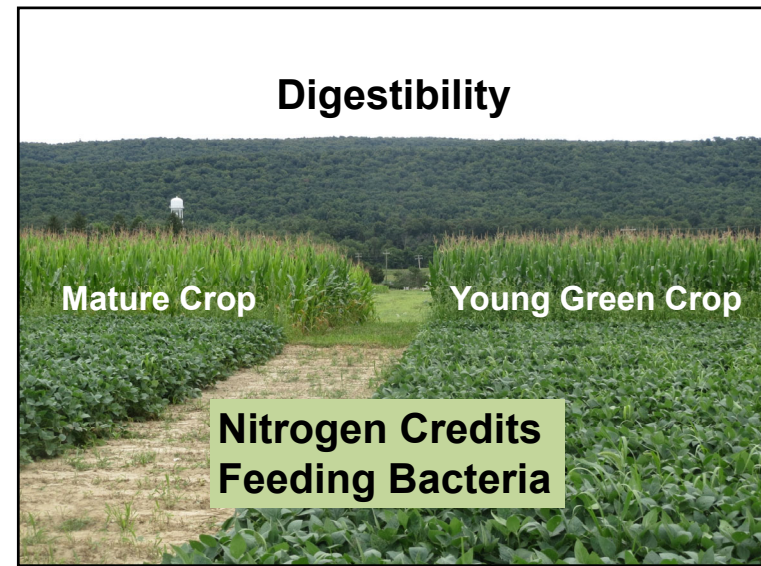 Digestibility
Mature Crop
Young Green Crop
Nitrogen Credits
Feeding Bacteria